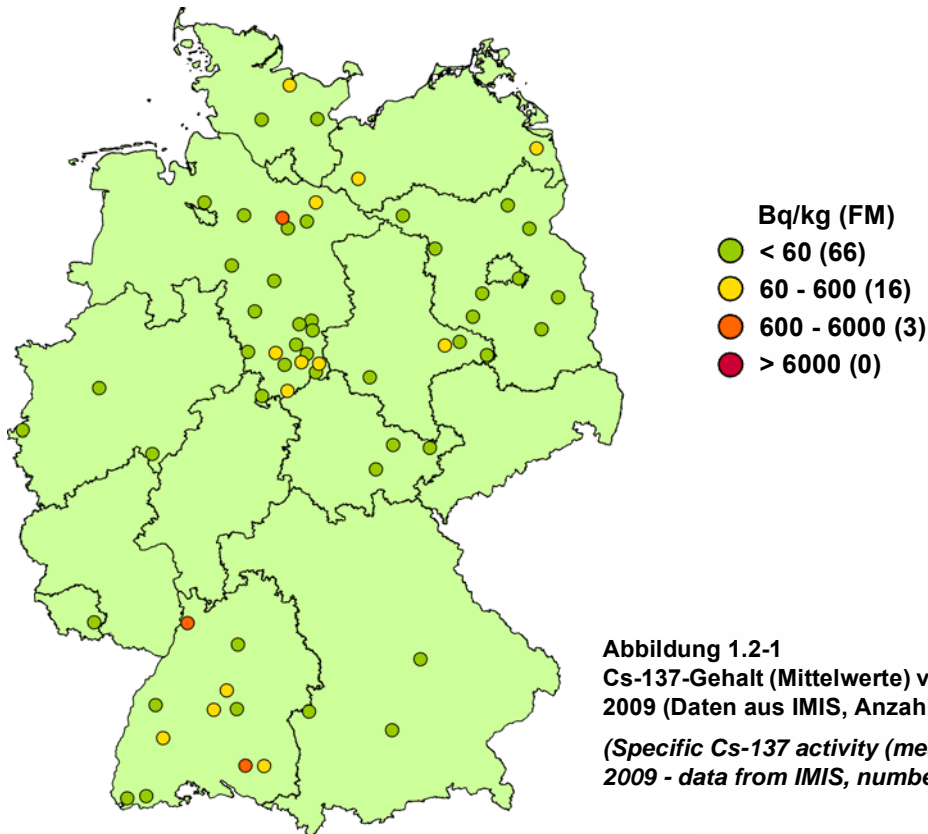 Bq/kg (FM)
< 60 (66)
60 - 600 (16)
600 - 6000 (3)
> 6000 (0)
Abbildung 1.2-1
Cs-137-Gehalt (Mittelwerte) v
2009 (Daten aus IMIS, Anzah
(Specific Cs-137 activity (me
2009 - data from IMIS, numbe